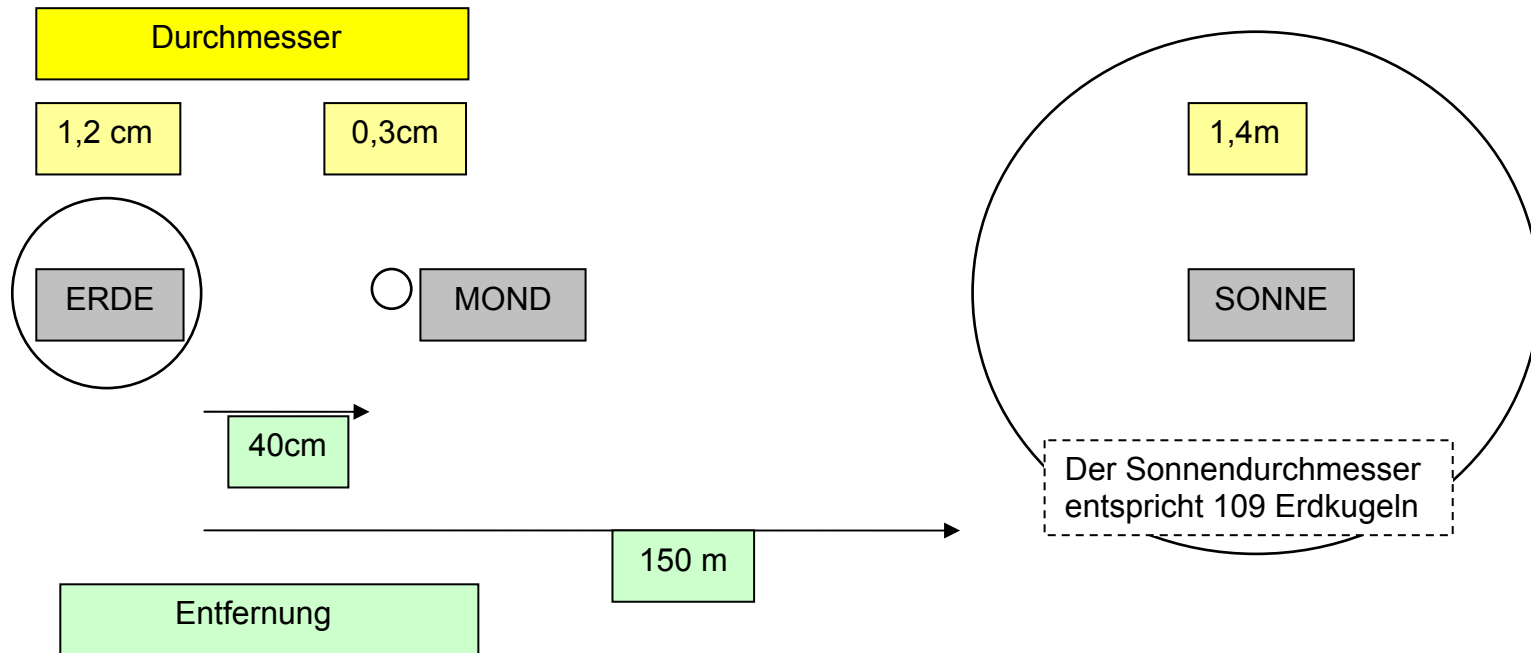 Durchmesser
1,2 cm
0,3cm
1,4m
ERDE
MOND
SONNE
40cm
Der Sonnendurchmesser
entspricht 109 Erdkugeln
150 m
Entfernung